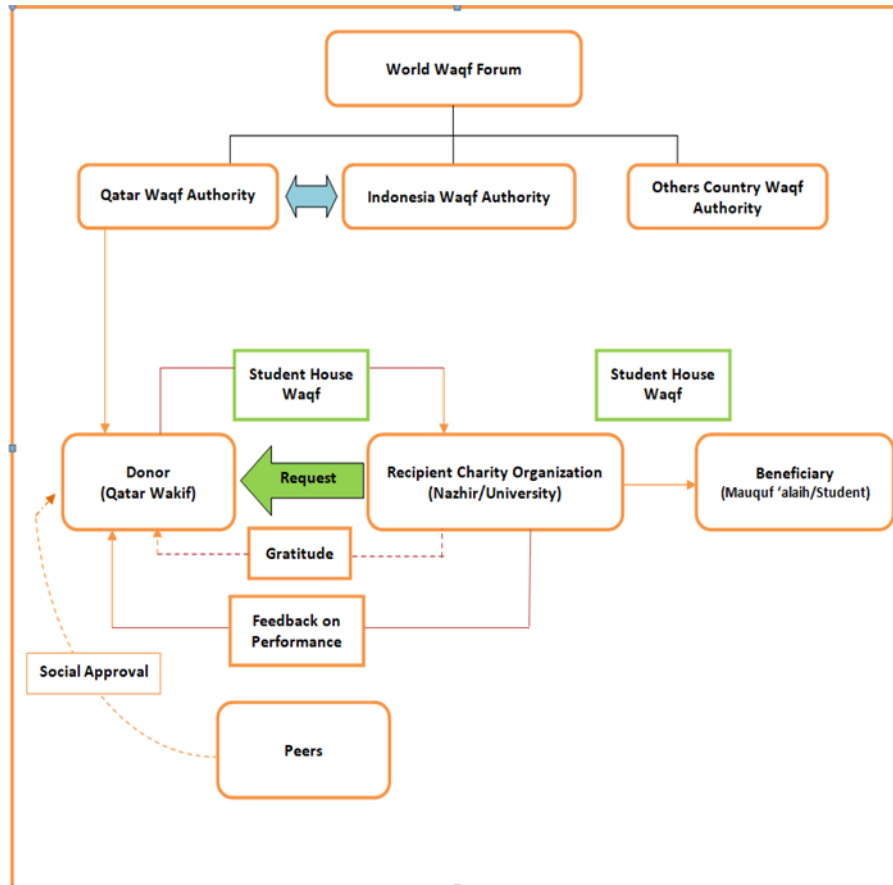 World Waqf Forum
Qatar Waqf Authority
Indonesia Waqf Authority
Others Country Waqf
Authority
Student House
Waqf
Student House
Waqf
Donor
(Qatar Wakif)
Request
Recipient Charity Organization
(Nazhir/University)
Beneficiary
(Mauquf ‘alaih/Student)
Gratitude
Feedback on
Performance
Social Approval
Peers